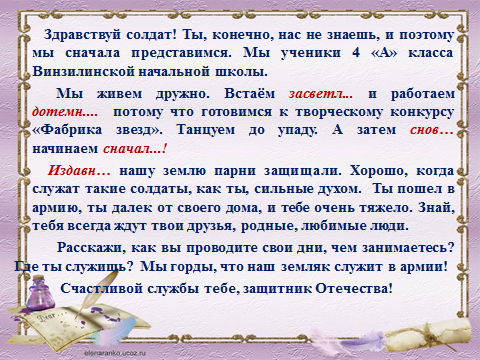 Здравствуй солдат! Ты, конечно, нас не знаешь, и поэтому
мы сначала представимся. Мы ученики 4 «А» класса
Винзилинской начальной школы.
Мы живем дружно. Встаём засветл... и работаем
дотемн.... потому что готовимся к творческому конкурсу
«Фабрика звезд». Танцуем до упаду. А затем снов…
начинаем сначал...!
Издавн… нашу землю парни защищали. Хорошо, когда
служат такие солдаты, как ты, сильные духом. Ты пошел в
армию, ты далек от своего дома, и тебе очень тяжело. Знай,
тебя всегда ждут твои друзья, родные, любимые люди.
Расскажи, как вы проводите свои дни, чем занимаетесь?
Где ты служишь? Мы горды, что наш земляк служит в армии!
Счастливой службы тебе, защитник Отечества!
elenaranko.ucoz.ru